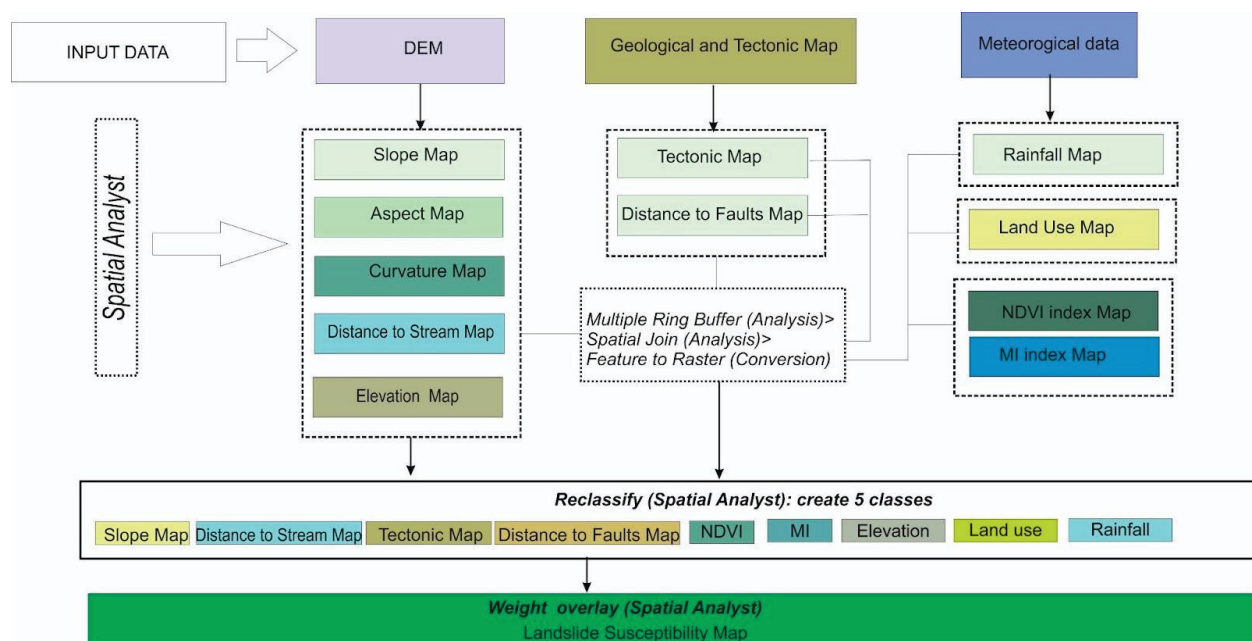 INPUT DATA
DEM
Geological and Tectonic Map
Meteorogical data
Spatial Analyst
Slope Map
Aspect Map
Curvature Map
Distance to Stream Map
Elevation Map
Tectonic Map
Distance to Faults Map
Multiple Ring Buffer (Analysis)>
Spatial Join (Analysis)>
Feature to Raster (Conversion)
Rainfall Map
Land Use Map
NDVI index Map
MI index Map
Reclassify (Spatial Analyst): create 5 classes
Slope Map Distance to Stream Map Tectonic Map Distance to Faults Map NDVI MI Elevation Land use Rainfall
Weight overlay (Spatial Analyst)
Landslide Susceptibility Map